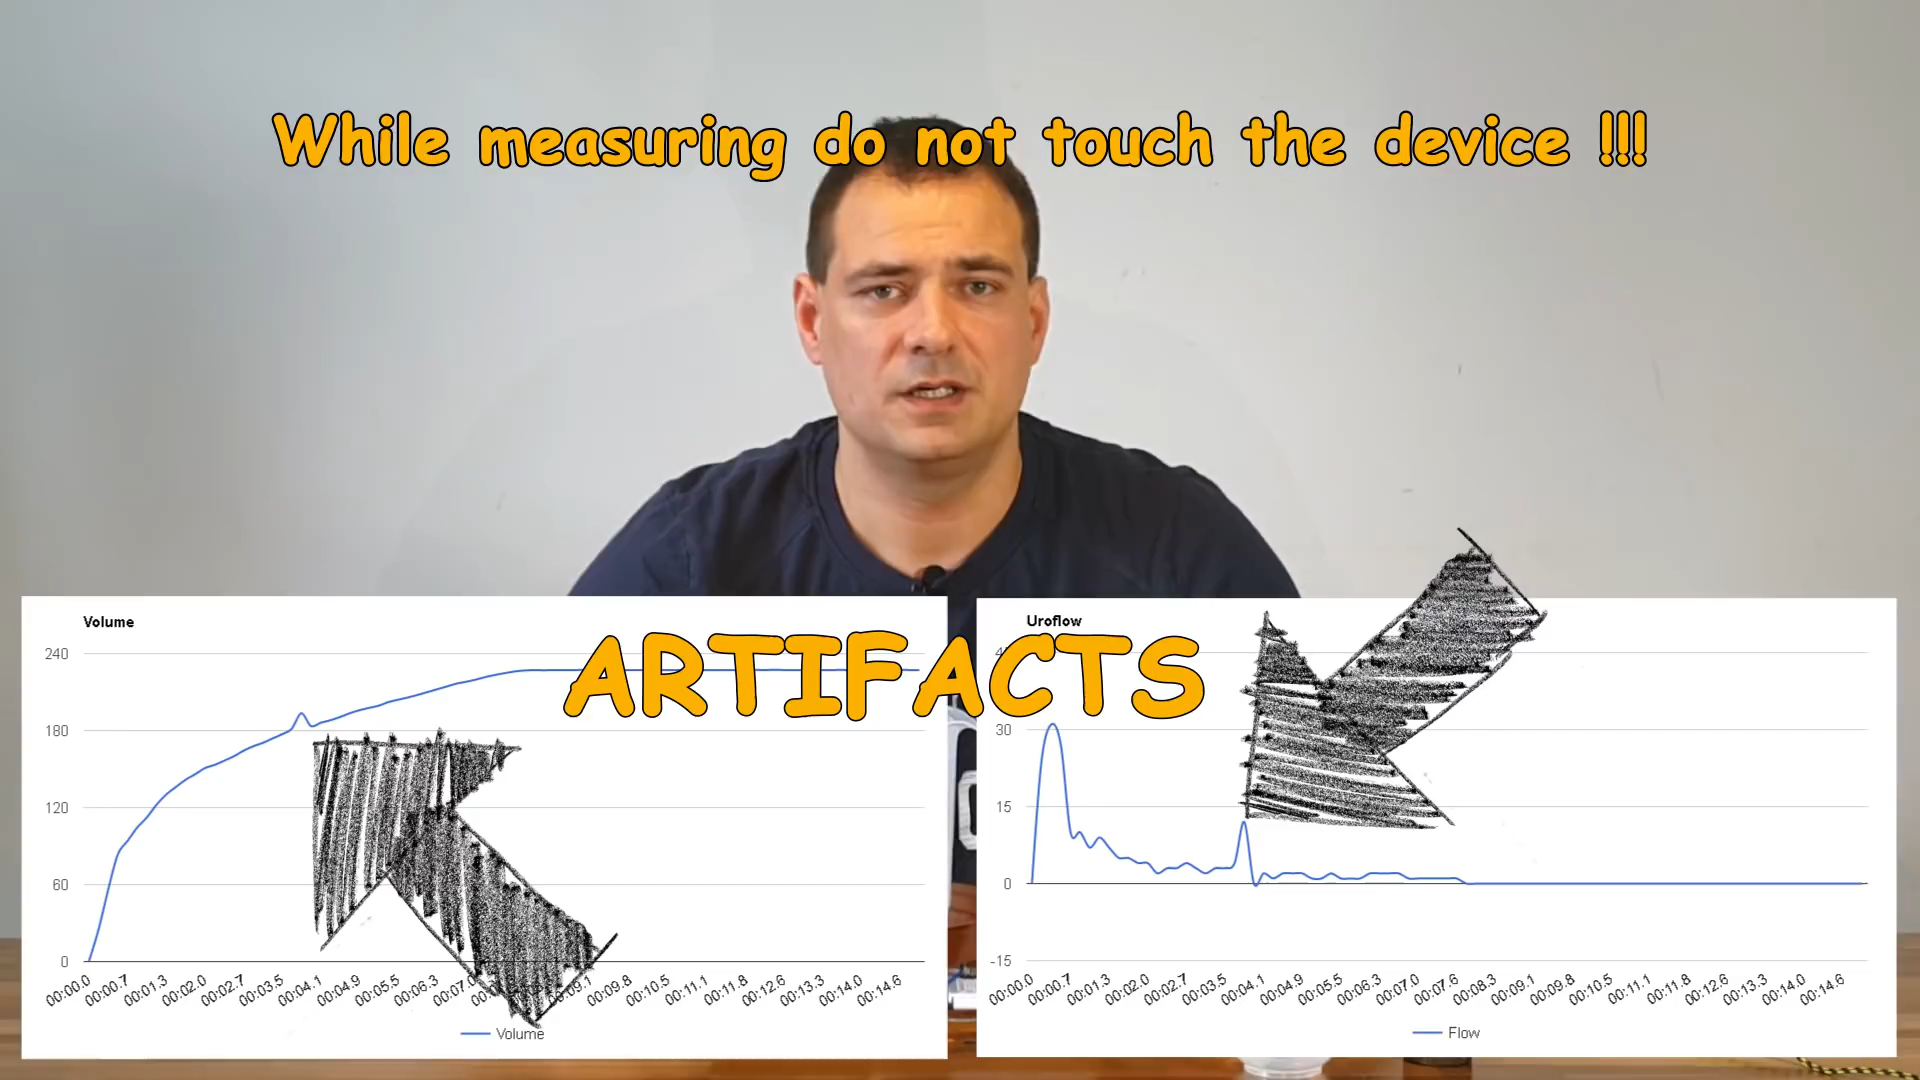 While measuring do not touch the device !!!
ARTIFACTS
Volume
240
180
120
60
0
00:00.0 00:00.7 00:01.3 00:02.0 00:02.7 00:03.5 00:04.1 00:04.9 00:05.5 00:06.3 00:09.8 00:10.5 00:11.1 00:11.8 00:12.6 00:13.3 00:14.0 00:14.6
Volume
Uroflow
30
15
0
-15
00:00.0 00:00.7 00:01.3 00:02.0 00:02.7 00:03.5 00:04.1 00:04.9 00:05.5 00:06.3 00:07.0 00:07.6 00:08.3 00:09.1 00:09.8 00:10.5 00:11.1 00:11.8 00:12.6 00:13.3 00:14.0 00:14.6
Flow